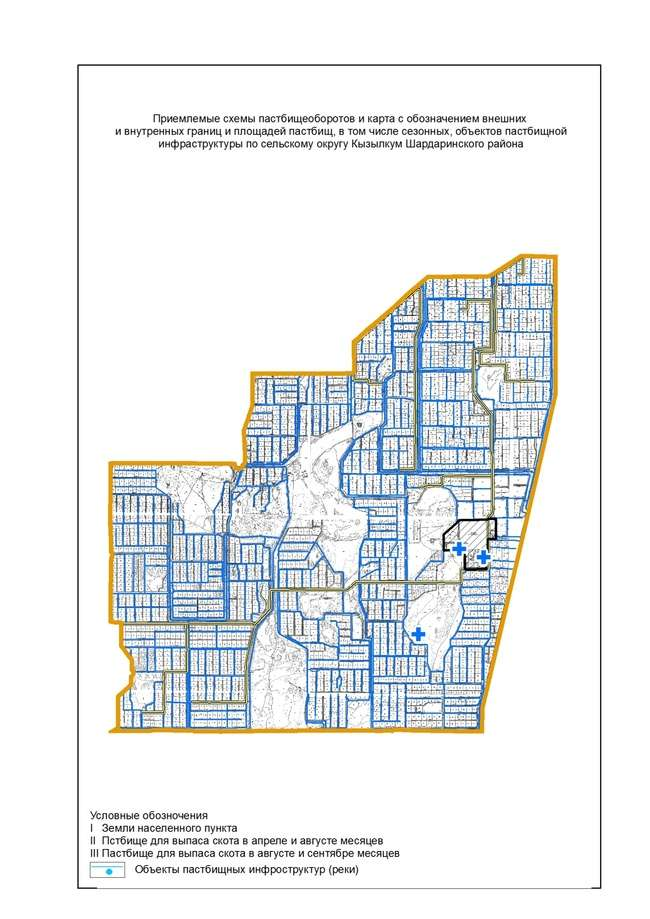 Приемлемые схемы пастбищеоборотов и карта с обозначением внешних
и внутренных границ и площадей пастбищ, в том числе сезонных, объектов пастбищной
инфраструктуры по сельскому округу Кызылкум Шардаринского района
Условные обозночения
I Земли населенного пункта
II Пстбище для выпаса скота в апреле и августе месяцев
III Пастбище для выпаса скота в августе и сентябре месяцев
Объекты пастбищных инфроструктур (реки)